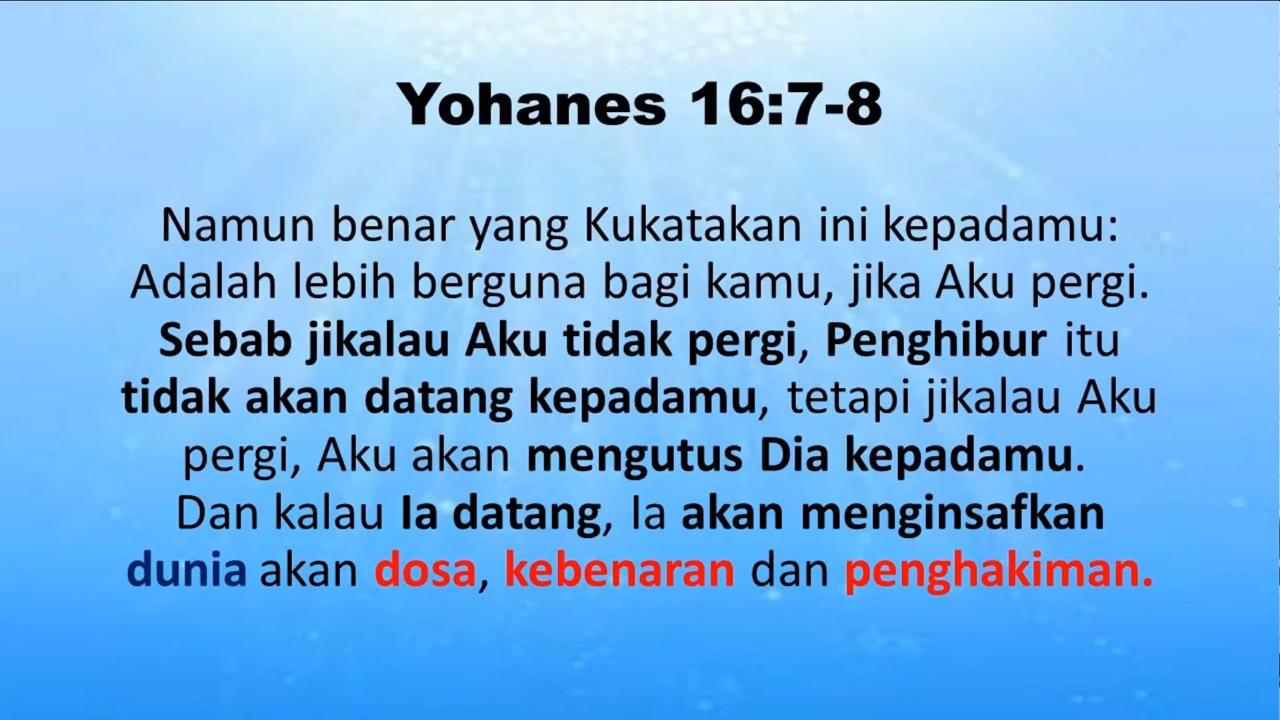 Yohanes 16:7-8
Namun benar yang Kukatakan ini kepadamu:
Adalah lebih berguna bagi kamu, jika Aku pergi.
Sebab jikalau Aku tidak pergi, Penghibur itu
tidak akan datang kepadamu, tetapi jikalau Aku
pergi, Aku akan mengutus Dia kepadamu.
Dan kalau Ia datang, Ia akan menginsafkan
dunia akan dosa, kebenaran dan penghakiman.